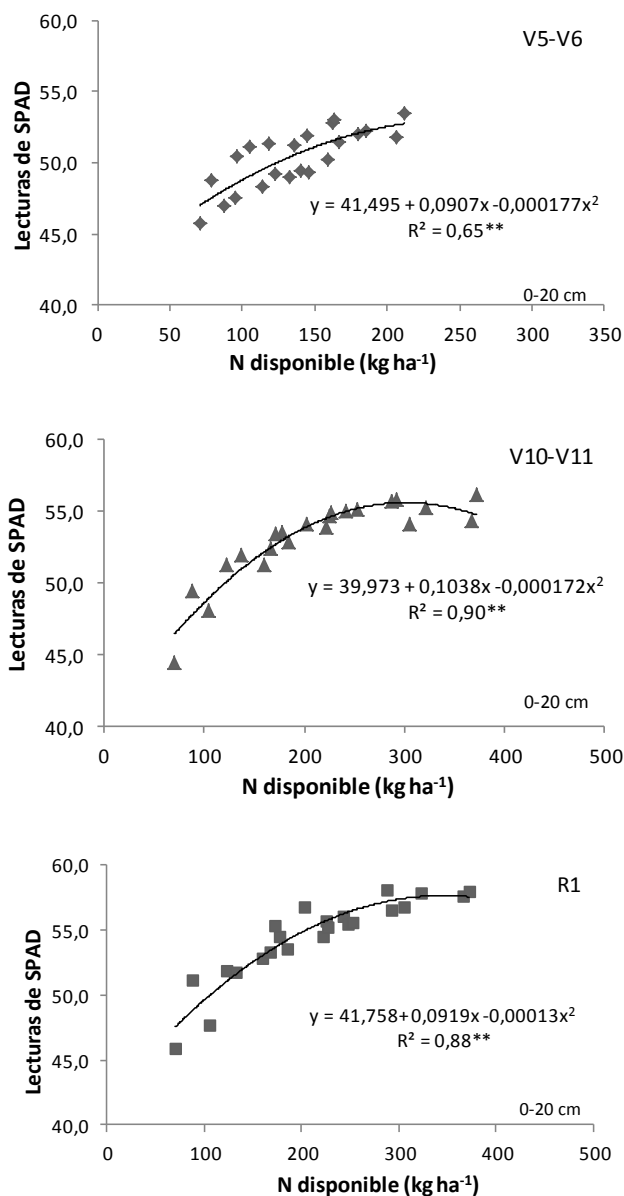 V5-V6
Lecturas de SPAD
60,0
55,0
50,0
45,0
40,0
y = 41,495 + 0,0907x -0,000177x²
R² = 0,65**
0-20 cm
0 50 100 150 200 250 300 350
N disponible (kg ha⁻¹)
V10-V11
Lecturas de SPAD
60,0
55,0
50,0
45,0
40,0
y = 39,973 + 0,1038x -0,000172x²
R² = 0,90**
0-20 cm
0 100 200 300 400 500
N disponible (kg ha⁻¹)
R1
Lecturas de SPAD
60,0
55,0
50,0
45,0
40,0
y = 41,758+ 0,0919x -0,00013x²
R² = 0,88**
0-20 cm
0 100 200 300 400 500
N disponible (kg ha⁻¹)